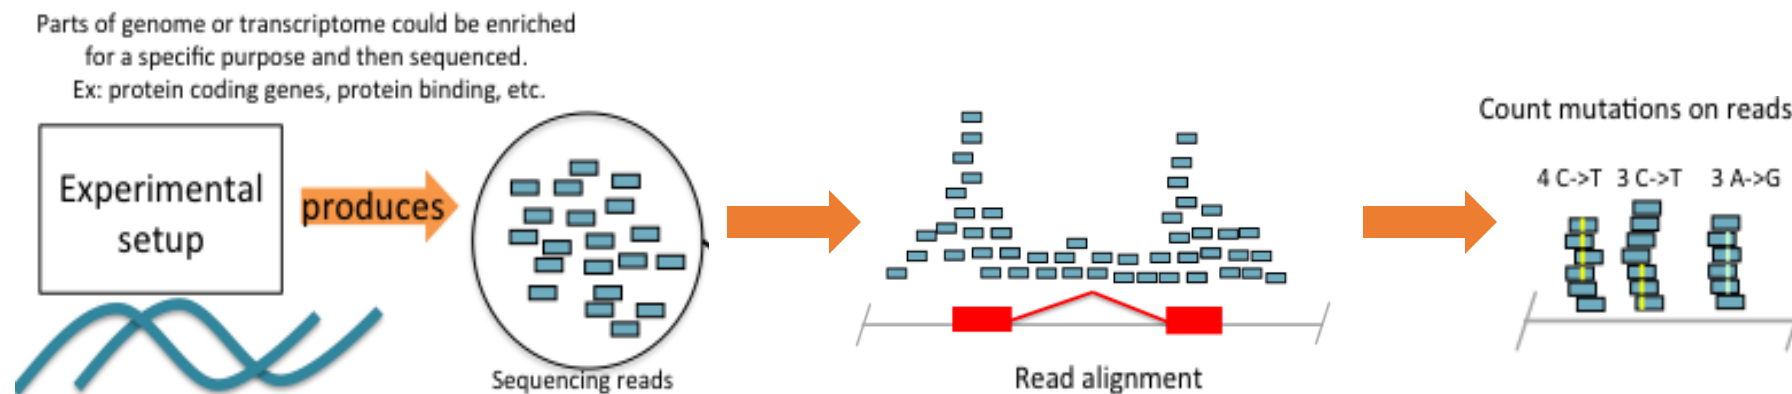 Parts of genome or transcriptome could be enriched
for a specific purpose and then sequenced.
Ex: protein coding genes, protein binding, etc.
Experimental
setup
produces
Sequencing reads
Read alignment
Count mutations on reads
4 C->T 3 C->T 3 A->G